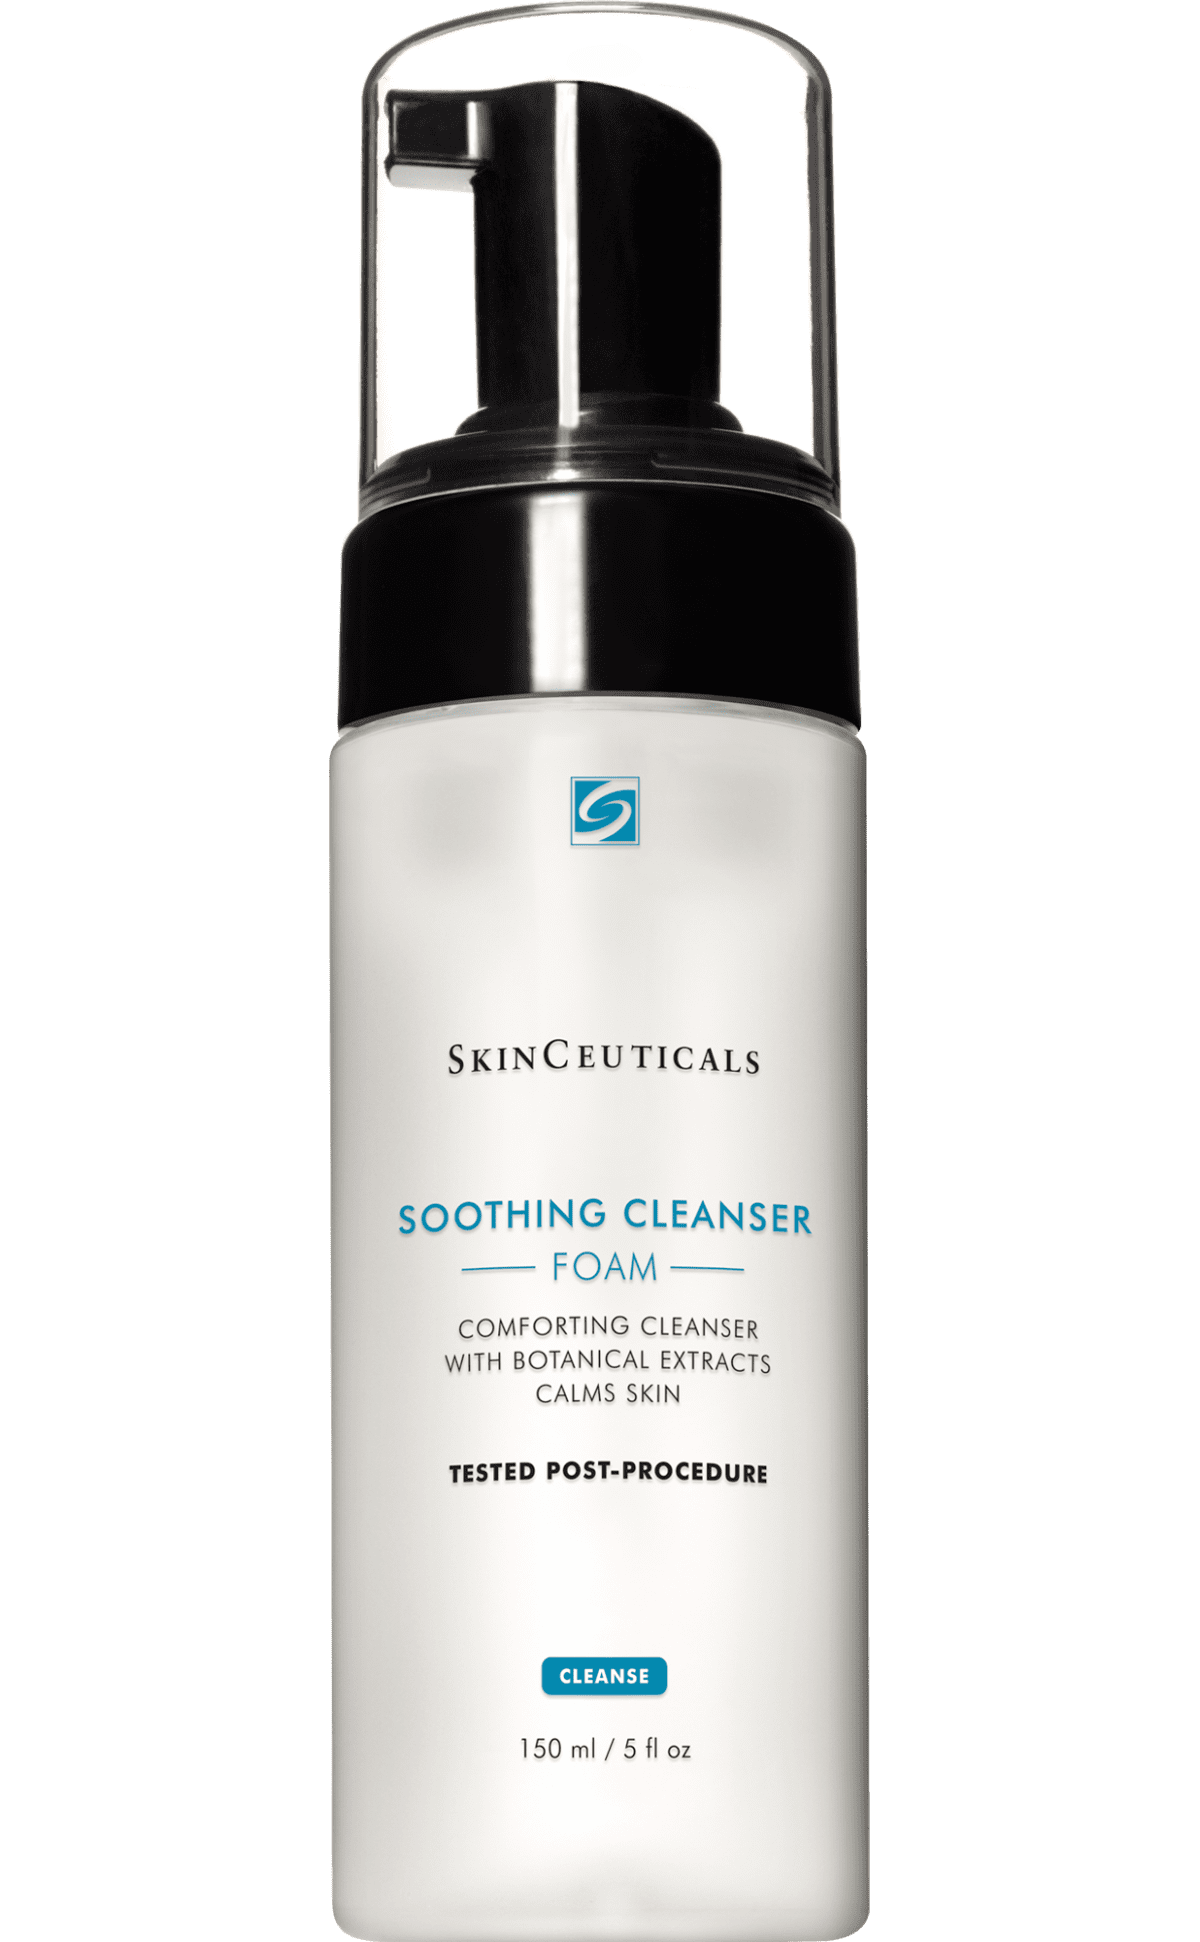 SKINCEUTICALS
SOOTHING CLEANSER
FOAM
COMFORTING CLEANSER
WITH BOTANICAL EXTRACTS
CALMS SKIN
TESTED POST-PROCEDURE
CLEANSE
150 ml / 5 fl oz